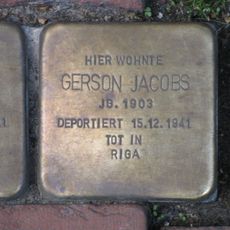 HIER WOHNTE
GERSON JACOBS
JG. 1903
DEPORTIERT 15.12.1941
TOT IN
RIGA